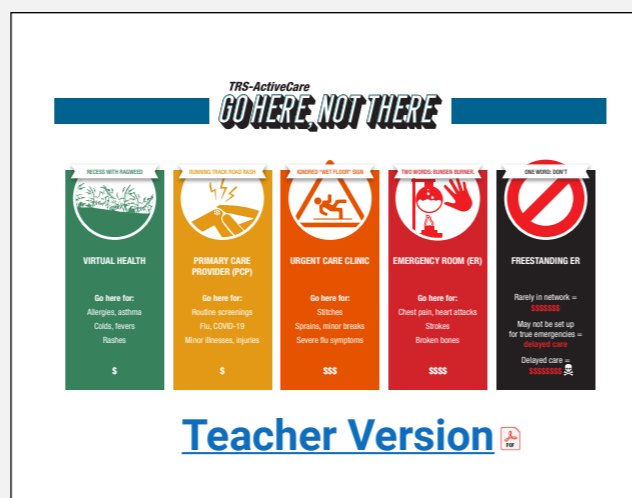 TRS-ActiveCare
GO HERE, NOT THERE
RECESS WITH RAGWEED
VIRTUAL HEALTH
Go here for:
Allergies, asthma
Colds, fevers
Rashes
$
RUNNING TRACK ROAD RASH
PRIMARY CARE
PROVIDER (PCP)
Go here for:
Routine screenings
Flu, COVID-19
Minor illnesses, injuries
$
IGNORED "WET FLOOR" SIGN
URGENT CARE CLINIC
Go here for:
Stitches
Sprains, minor breaks
Severe flu symptoms
$$$
TWO WORDS: BUNSEN BURNER.
EMERGENCY ROOM (ER)
Go here for:
Chest pain, heart attacks
Strokes
Broken bones
$$$$
ONE WORD: DON'T
FREESTANDING ER
Rarely in network =
$$$$$$$
May not be set up
for true emergencies =
delayed care
Delayed care =
$$$$$$$$
Teacher Version
PDF